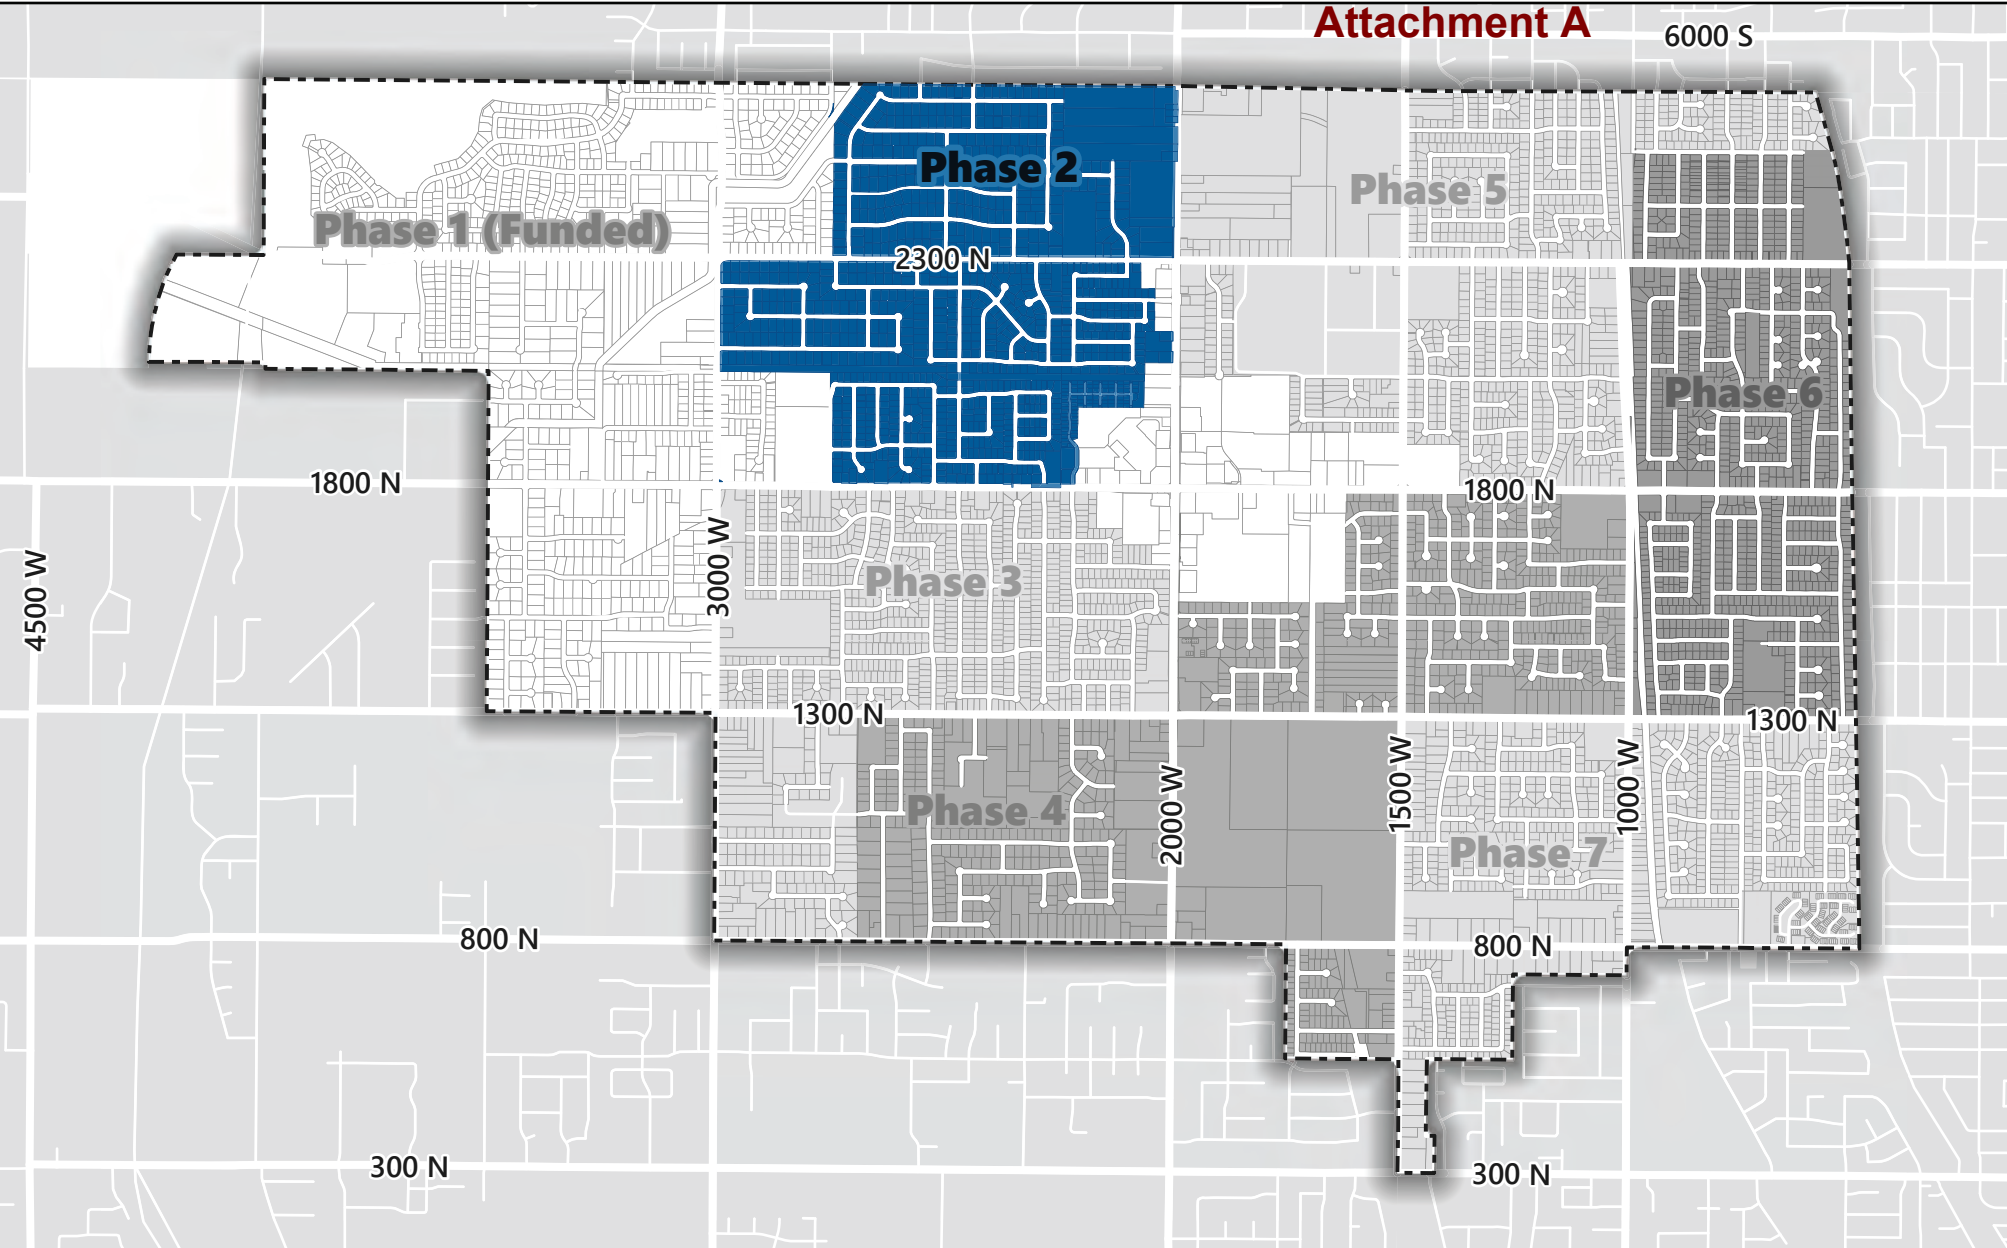 Attachment A
6000 S
Phase 2
Phase 5
Phase 1 (Funded)
2300 N
Phase 6
1800 N
1800 N
4500 W
3000 W
Phase 3
1300 N
1300 N
2000 W
1500 W
1000 W
Phase 4
Phase 7
800 N
800 N
300 N
300 N